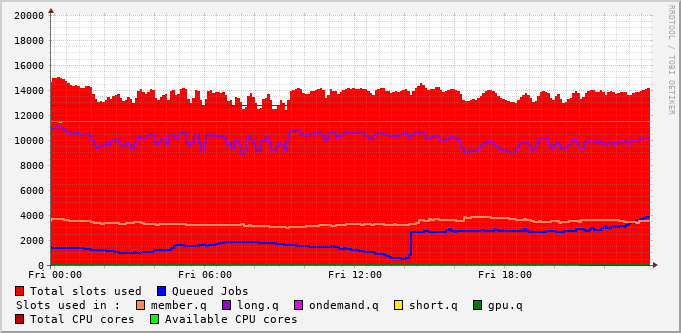 20000
18000
16000
14000
12000
10000
8000
6000
4000
2000
0
Fri 00:00 Fri 06:00 Fri 12:00 Fri 18:00
Total slots used Queued Jobs
Slots used in : member.q long.q ondemand.q short.q gpu.q
Total CPU cores Available CPU cores
RRDTOOL / TOBI OETIKER